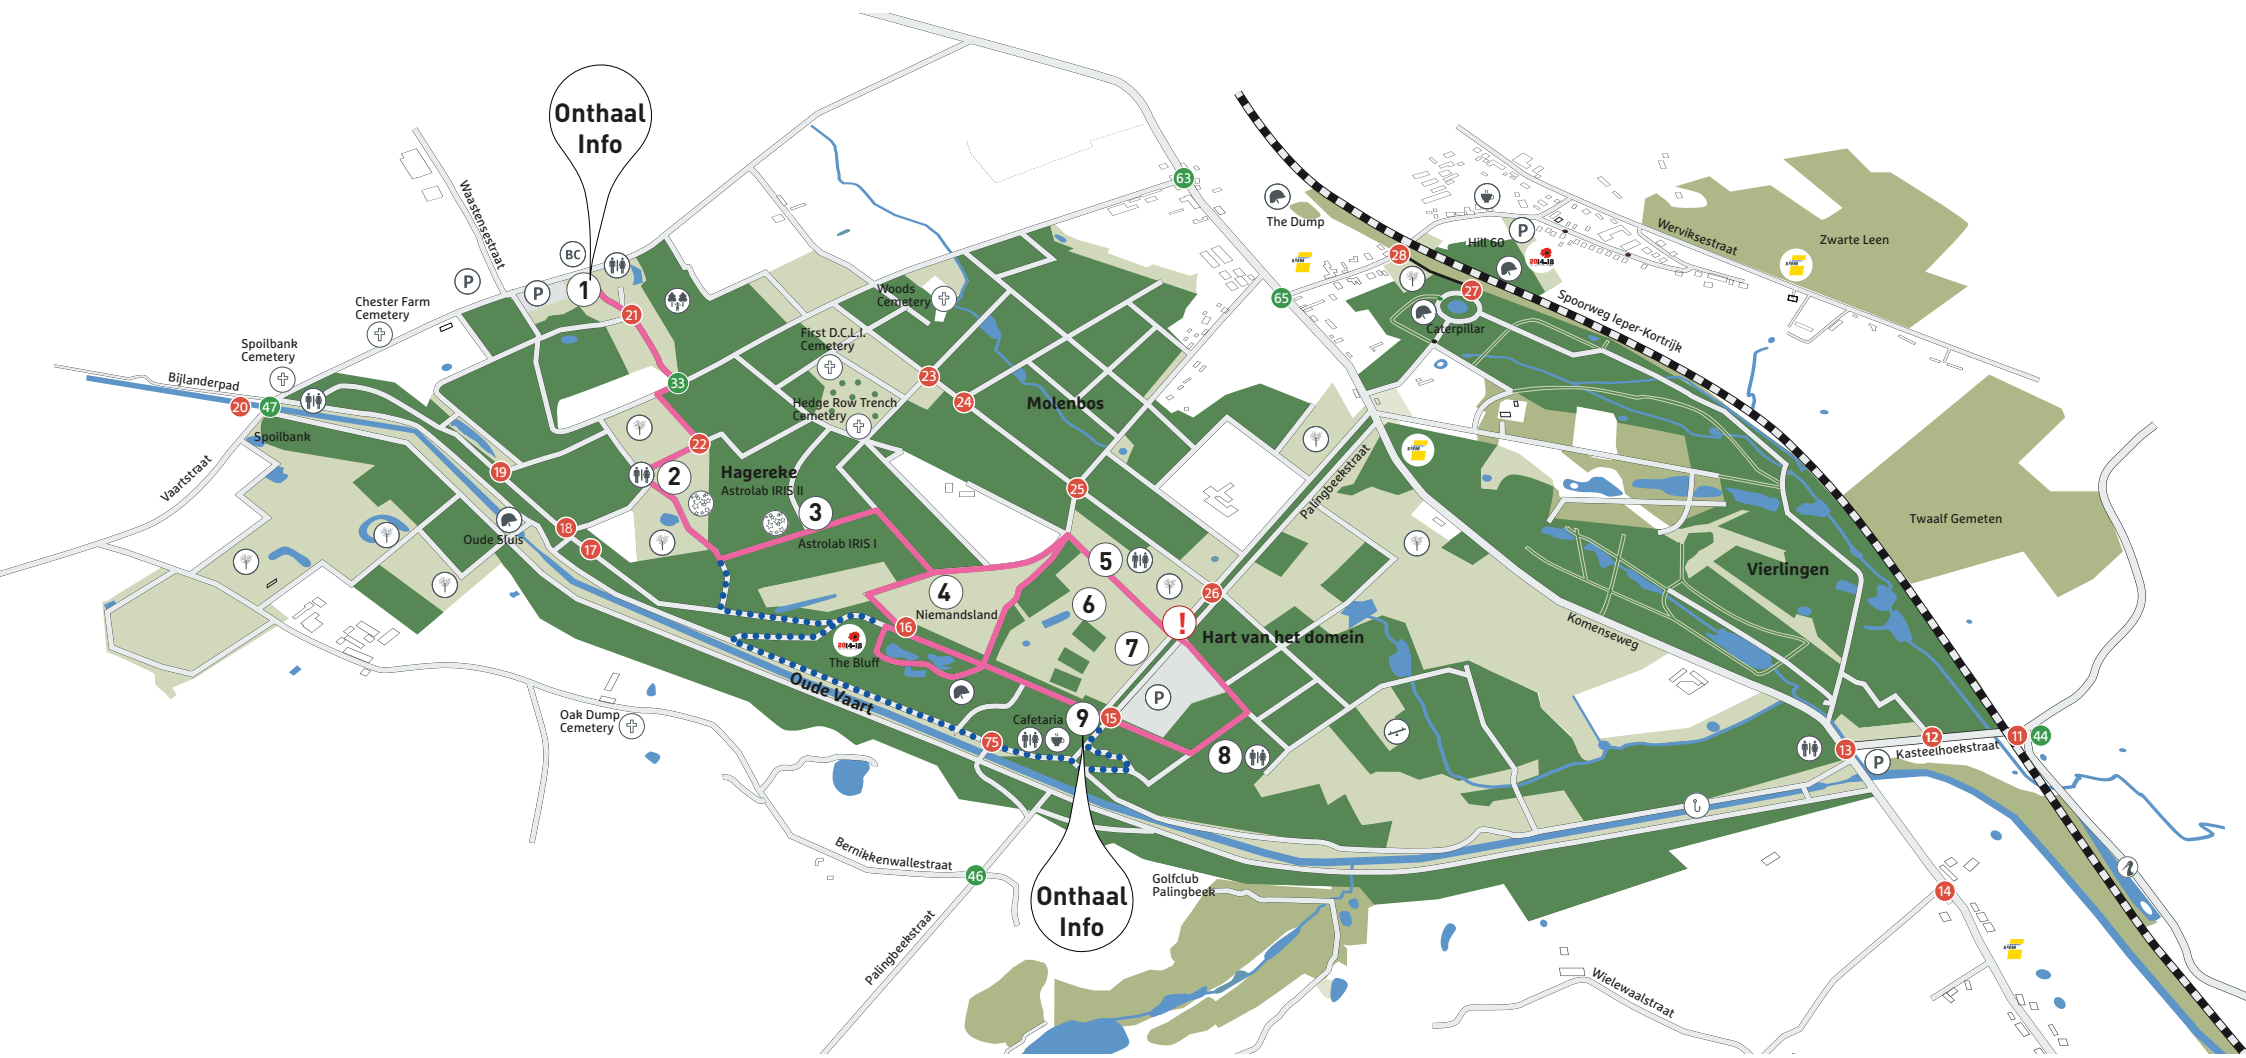 Onthaal
Info
63
Waastensestraat
BC
The Dump
Werviksestraat
Zwarte Leen
Hill 60
P
2014-18
28
27
65
P
P
1
21
Woods
Cemetery
Chester Farm
Cemetery
Spoorweg Ieper-Kortrijk
Caterpillar
First D.C.L.I.
Cemetery
Spoilbank
Cemetery
Bijlanderpad
20
47
33
23
24
Molenbos
Hedge Row Trench
Cemetery
Spoilbank
22
19
Hagereke
Astrolab IRIS II
2
3
25
Vaartstraat
Palingbeekstraat
18
17
Oude Sluis
Astrolab IRIS I
Twaalf Gemeten
Vierlingen
5
4
Niemandsland
6
26
!
16
Hart van het domein
Komenseweg
7
2014-18
The Bluff
Oude Vaart
P
Oak Dump
Cemetery
Cafetaria
9
15
75
8
12
11
44
13
P
Kasteelhoekstraat
Bernikkenwallestraat
46
Onthaal
Info
Golfclub
Palingbeek
14
Palingbeekstraat
Wielewaalstraat